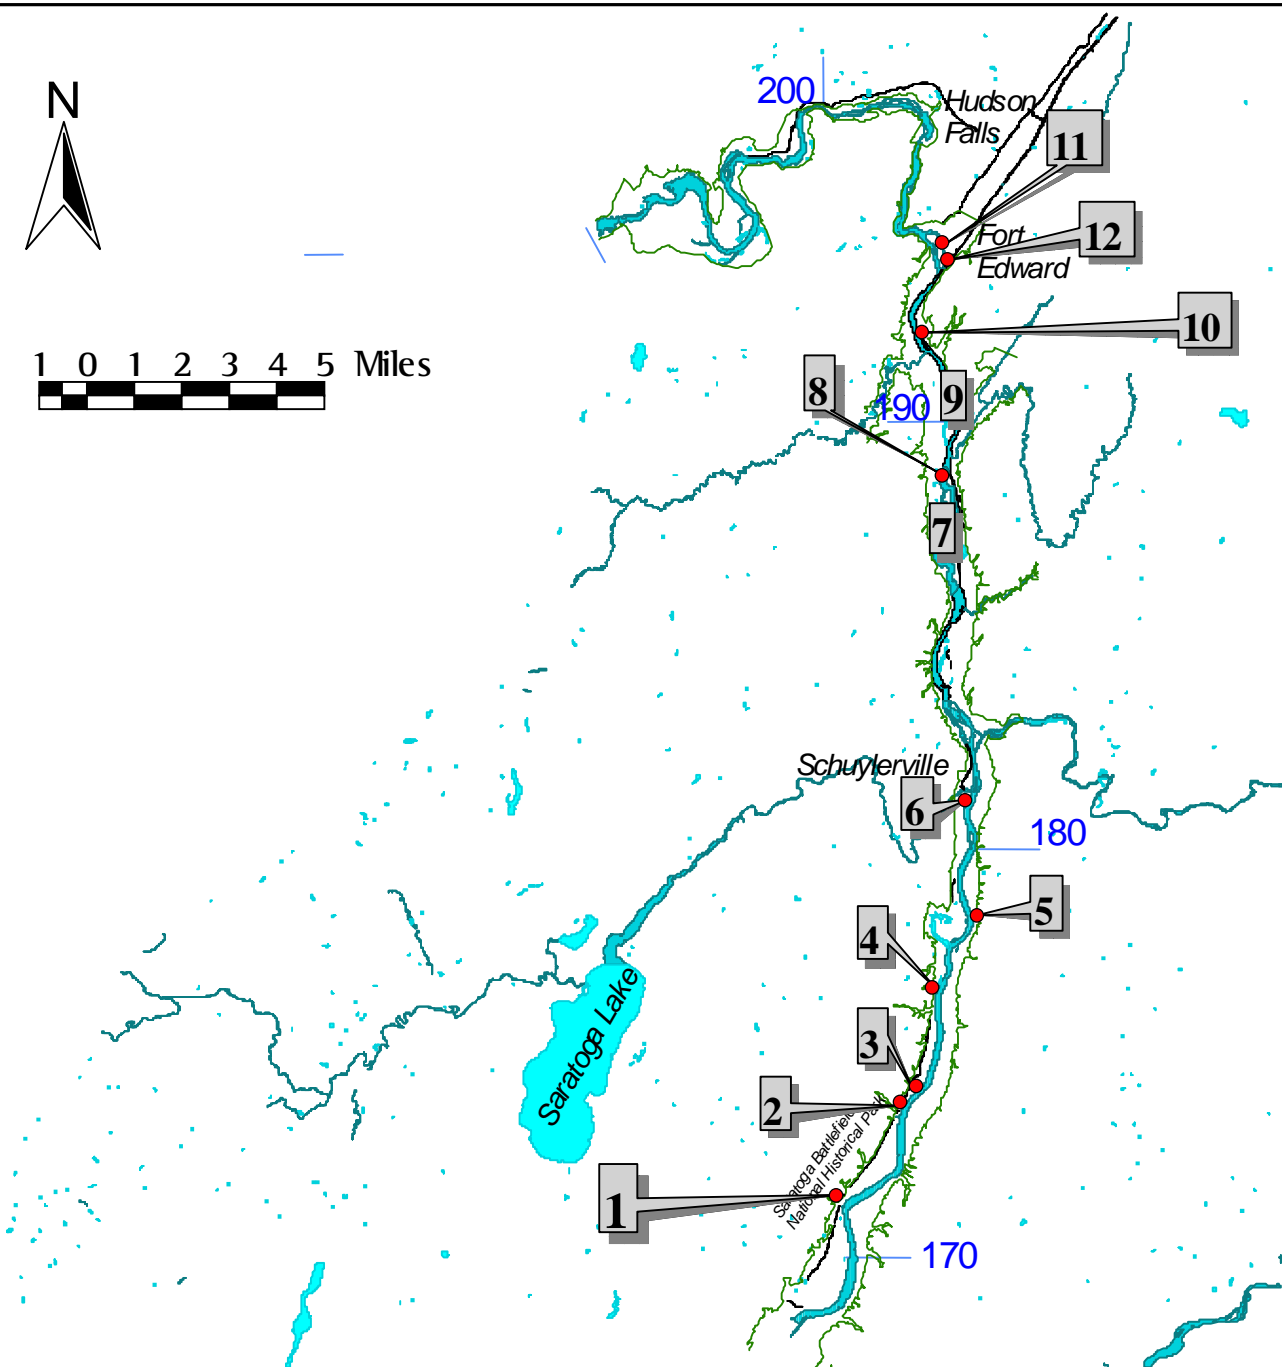 N
200
Hudson
Falls
11
Fort
Edward
12
10
1 0 1 2 3 4 5 Miles
8
9
190
7
Schuylerville
6
180
5
4
Saratoga Lake
3
2
Saratoga Battlefield
National Historical Park
1
170